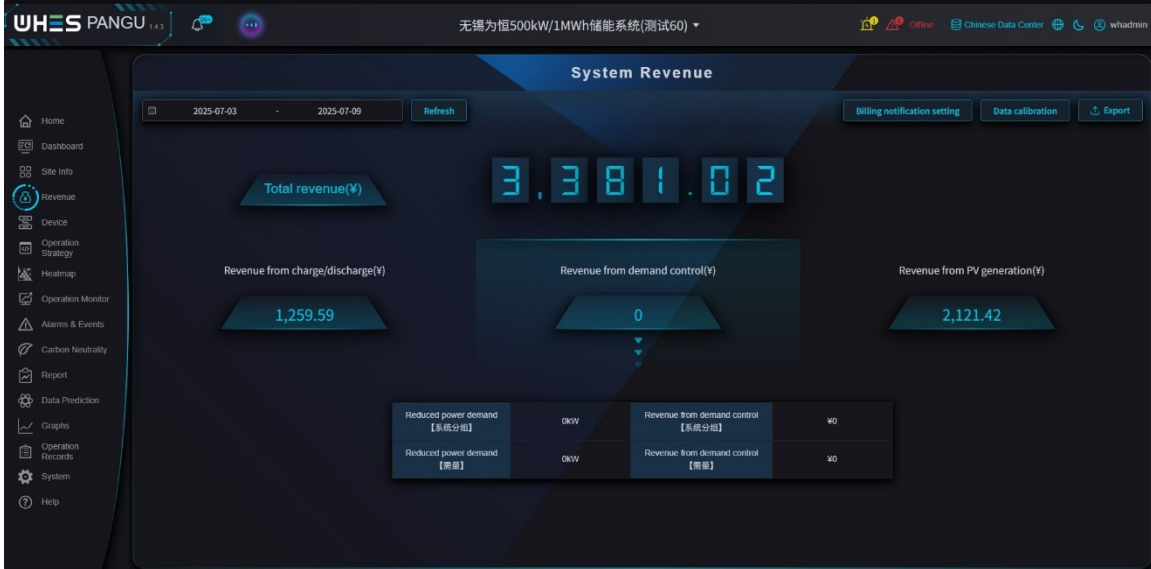 WHES PANGU 1.4.3
99+
无锡为恒500kW/1MWh储能系统(测试60)
Offline
Chinese Data Center
whadmin
System Revenue
2025-07-03 - 2025-07-09
Refresh
Billing notification setting
Data calibration
Export
Home
Dashboard
Site Info
Revenue
Device
Operation
Strategy
Heatmap
Operation Monitor
Alarms & Events
Carbon Neutrality
Report
Data Prediction
Graphs
Operation
Records
System
Help
Total revenue(¥)
3,381.02
Revenue from charge/discharge(¥)
1,259.59
Revenue from demand control(¥)
0
Revenue from PV generation(¥)
2,121.42
Reduced power demand
【系统分组】
0kW
Revenue from demand control
【系统分组】
¥0
Reduced power demand
【需量】
0kW
Revenue from demand control
【需量】
¥0